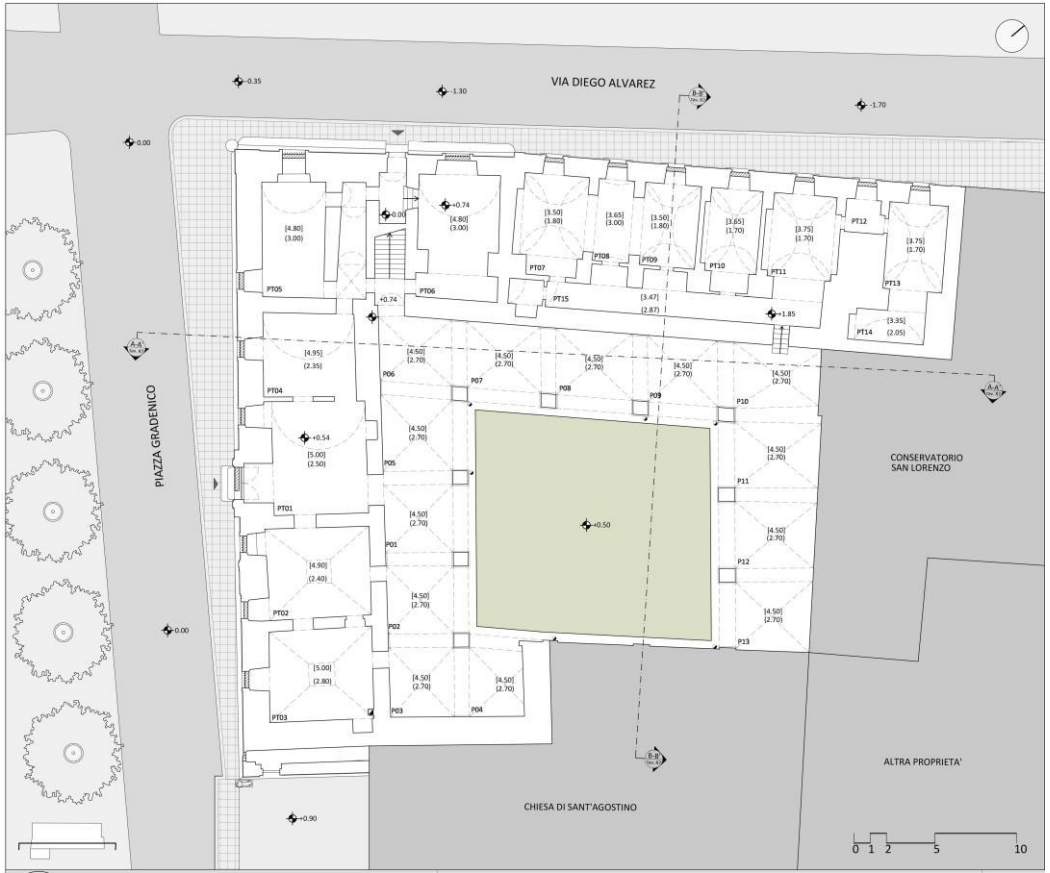 VIA DIEGO ALVAREZ
-0.35
-1.30
-1.70
0.00
B-B'
+0.74
0.00
[4.80]
(3.00)
PT05
[4.80]
(3.00)
PT06
+0.74
[3.50]
(1.80)
PT07
[3.65]
(3.00)
PT08
[3.50]
(1.80)
PT09
[3.65]
(1.70)
PT10
[3.75]
(1.70)
PT11
PT12
[3.75]
(1.70)
PT13
[3.35]
(2.05)
PT14
PT15
[3.47]
(2.87)
+1.85
A-A'
A-A'
PIAZZA GRADENICO
[4.95]
(2.35)
PT04
[4.50]
(2.70)
P06
[4.50]
(2.70)
P07
[4.50]
(2.70)
P08
[4.50]
(2.70)
P09
[4.50]
(2.70)
P10
+0.54
[5.00]
(2.50)
PT01
[4.50]
(2.70)
P05
[4.50]
(2.70)
P11
CONSERVATORIO
SAN LORENZO
[4.50]
(2.70)
P01
+0.50
[4.50]
(2.70)
P12
[4.90]
(2.40)
PT02
[4.50]
(2.70)
P02
[4.50]
(2.70)
P13
0.00
[5.00]
(2.80)
PT03
[4.50]
(2.70)
P03
[4.50]
(2.70)
P04
B-B'
ALTRA PROPRIETA'
CHIESA DI SANT'AGOSTINO
+0.90
0 1 2 5 10